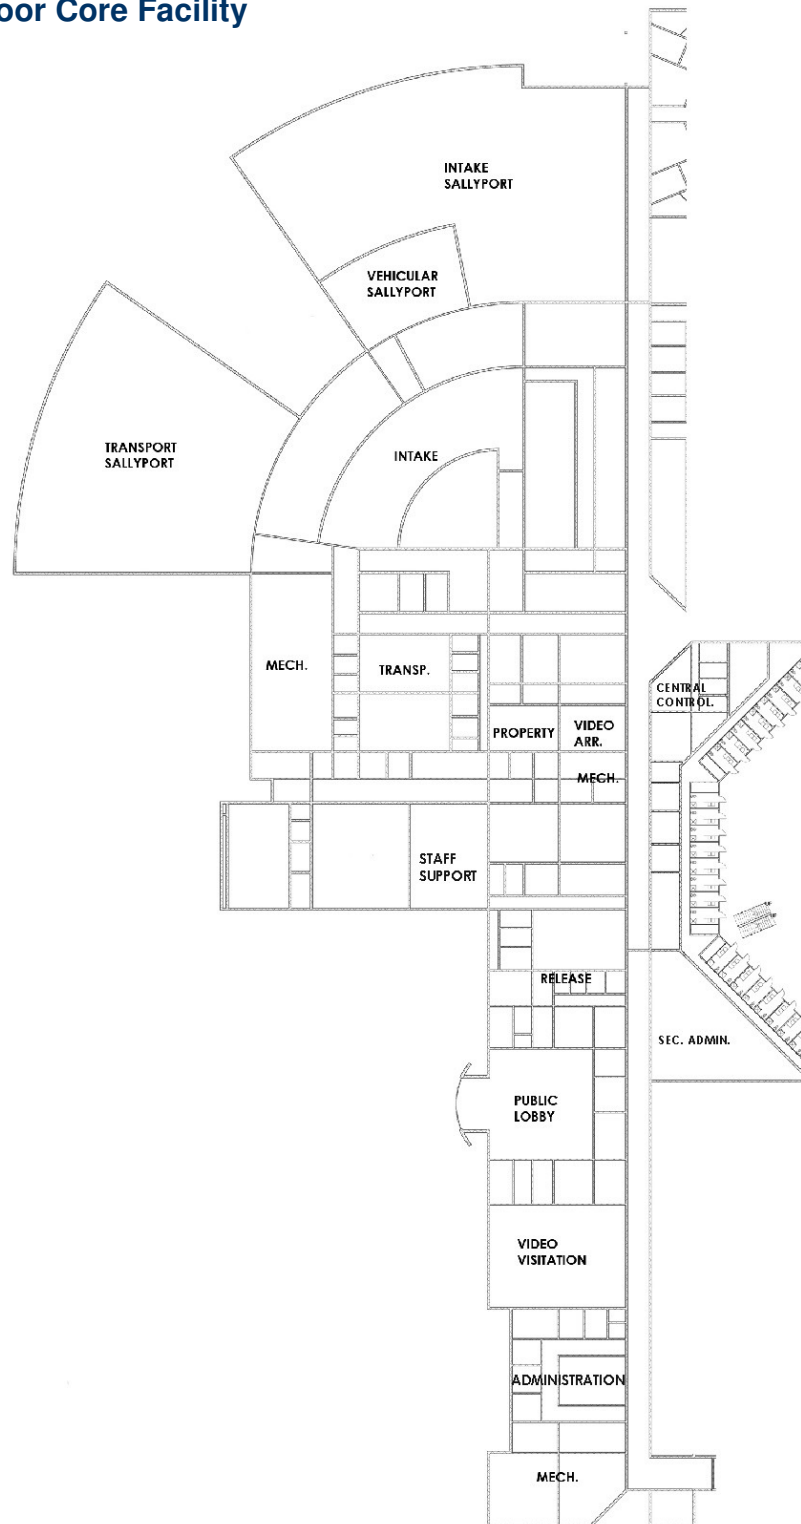 oor Core Facility
INTAKE
SALLYPORT
VEHICULAR
SALLYPORT
TRANSPORT
SALLYPORT
INTAKE
MECH.
TRANSP.
CENTRAL
CONTROL.
PROPERTY
VIDEO
ARR.
MECH.
STAFF
SUPPORT
RELEASE
SEC. ADMIN.
PUBLIC
LOBBY
VIDEO
VISITATION
ADMINISTRATION
MECH.